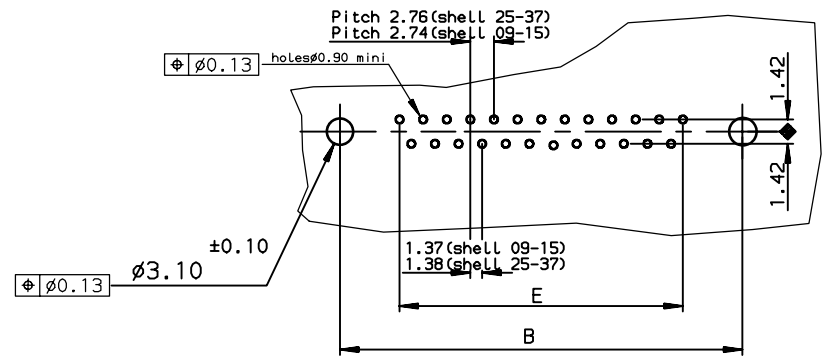 Pitch 2.76(shell 25-37)
Pitch 2.74(shell 09-15)
⌖ Ø0.13 holesØ0.90 mini
1.42
1.42
±0.10
Ø3.10
⌖ Ø0.13
1.37(shell 09-15)
1.38(shell 25-37)
E
B